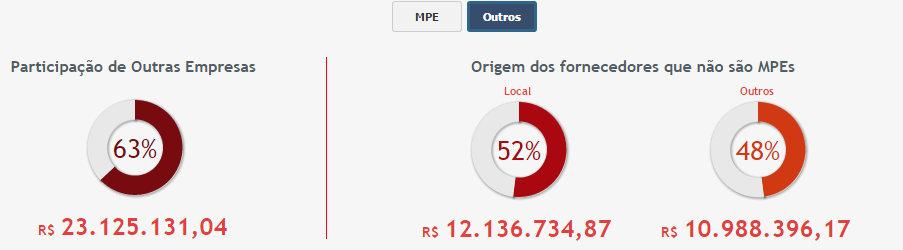 MPE
Outros
Participação de Outras Empresas
63%
R$ 23.125.131,04
Origem dos fornecedores que não são MPEs
Local
52%
R$ 12.136.734,87
Outros
48%
R$ 10.988.396,17